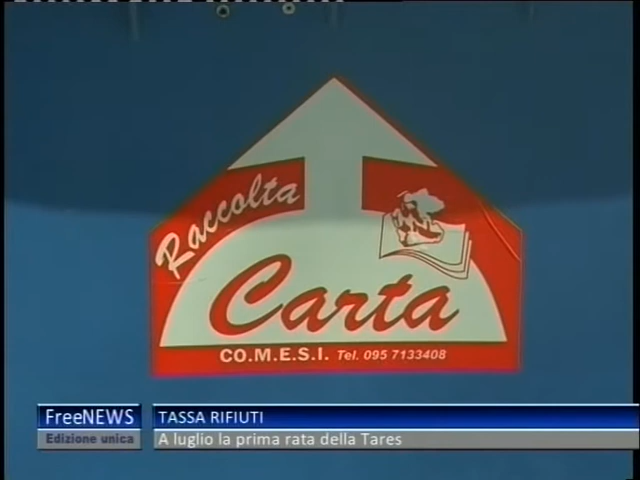 Raccolta
Carta
CO.M.E.S.I. Tel. 095 7133408
FreeNEWS
TASSA RIFIUTI
Edizione unica
A luglio la prima rata della Tares